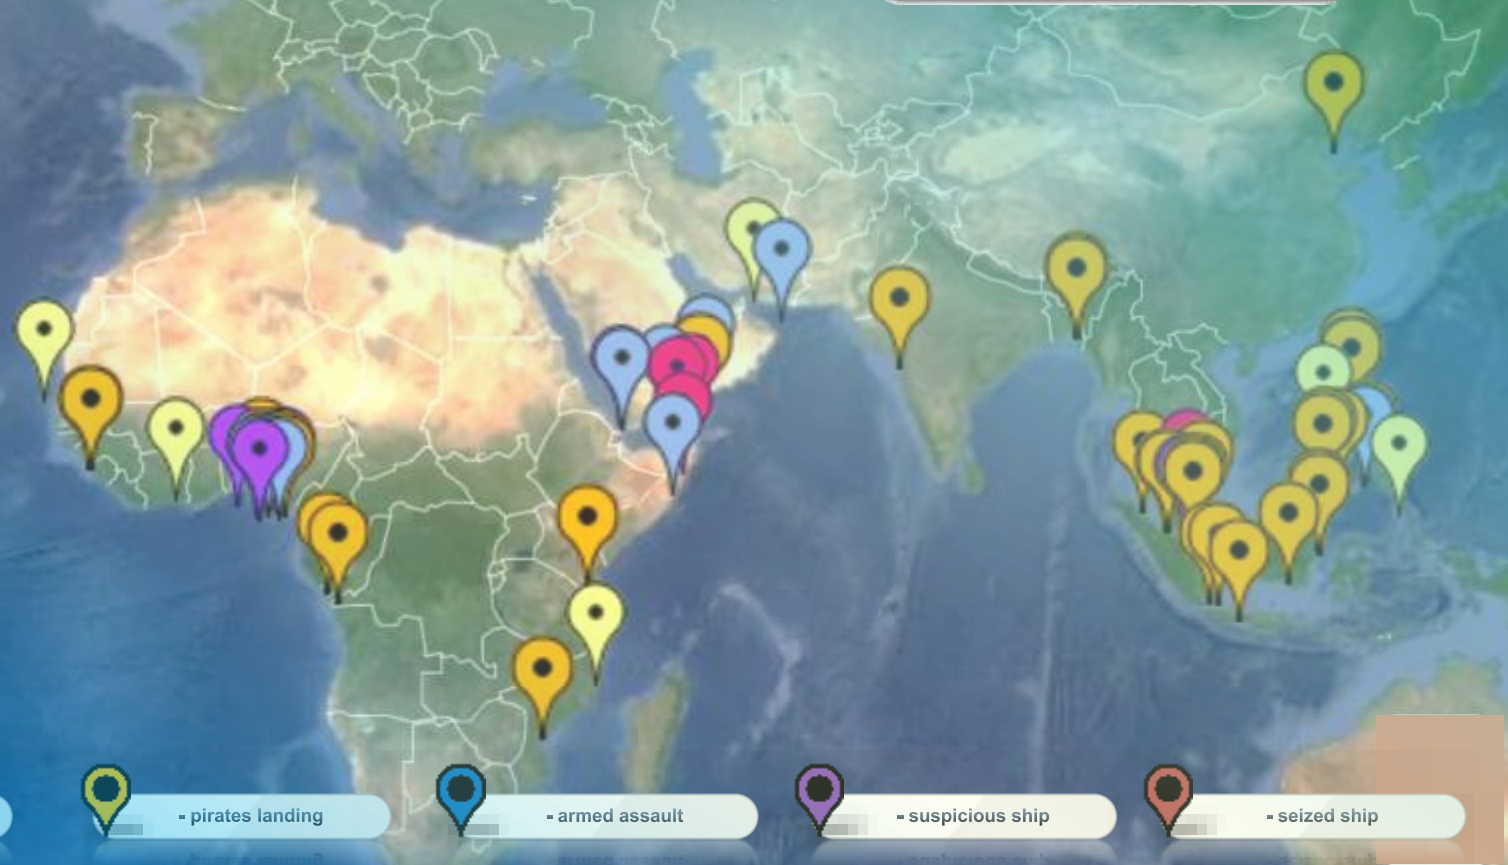 - pirates landing
- armed assault
- suspicious ship
- seized ship